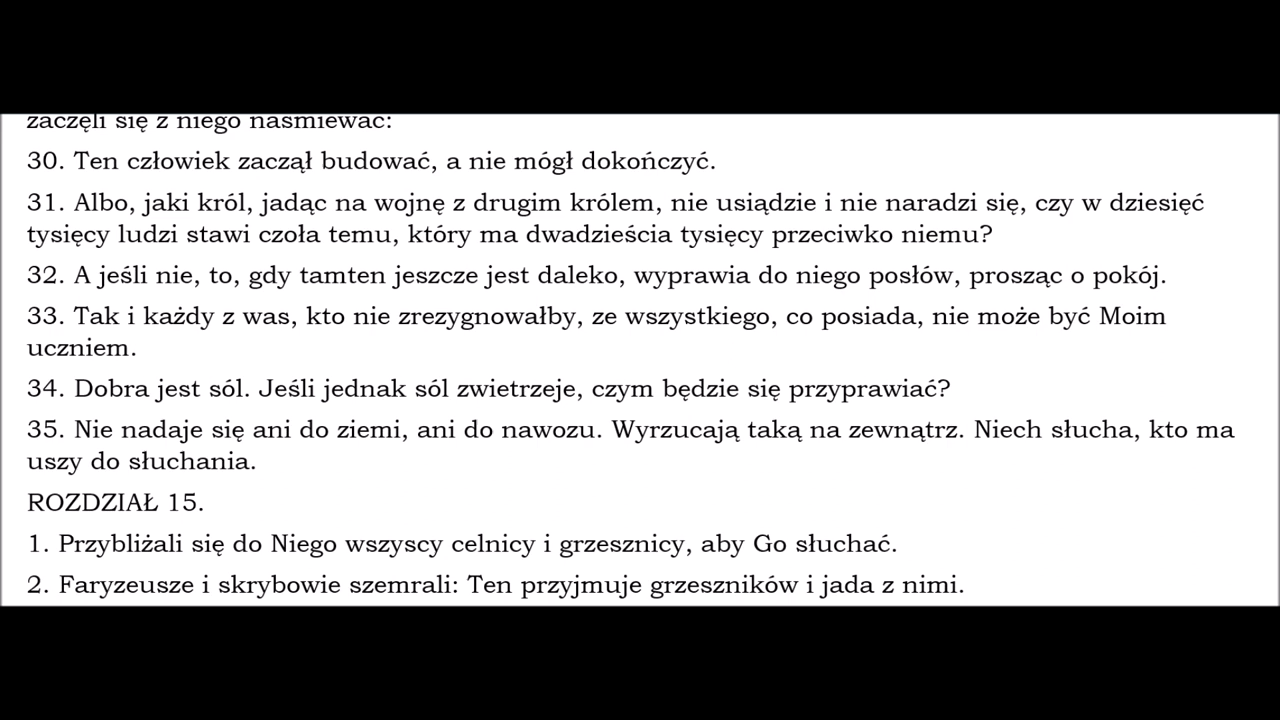 zaczęli się z niego naśmiewać:
30. Ten człowiek zaczął budować, a nie mógł dokończyć.
31. Albo, jaki król, jadąc na wojnę z drugim królem, nie usiądzie i nie naradzi się, czy w dziesięć
tysięcy ludzi stawi czoła temu, który ma dwadzieścia tysięcy przeciwko niemu?
32. A jeśli nie, to, gdy tamten jeszcze jest daleko, wyprawia do niego posłów, prosząc o pokój.
33. Tak i każdy z was, kto nie zrezygnowałby, ze wszystkiego, co posiada, nie może być Moim
uczniem.
34. Dobra jest sól. Jeśli jednak sól zwietrzeje, czym będzie się przyprawiać?
35. Nie nadaje się ani do ziemi, ani do nawozu. Wyrzucają taką na zewnątrz. Niech słucha, kto ma
uszy do słuchania.
ROZDZIAŁ 15.
1. Przybliżali się do Niego wszyscy celnicy i grzesznicy, aby Go słuchać.
2. Faryzeusze i skrybowie szemrali: Ten przyjmuje grzeszników i jada z nimi.